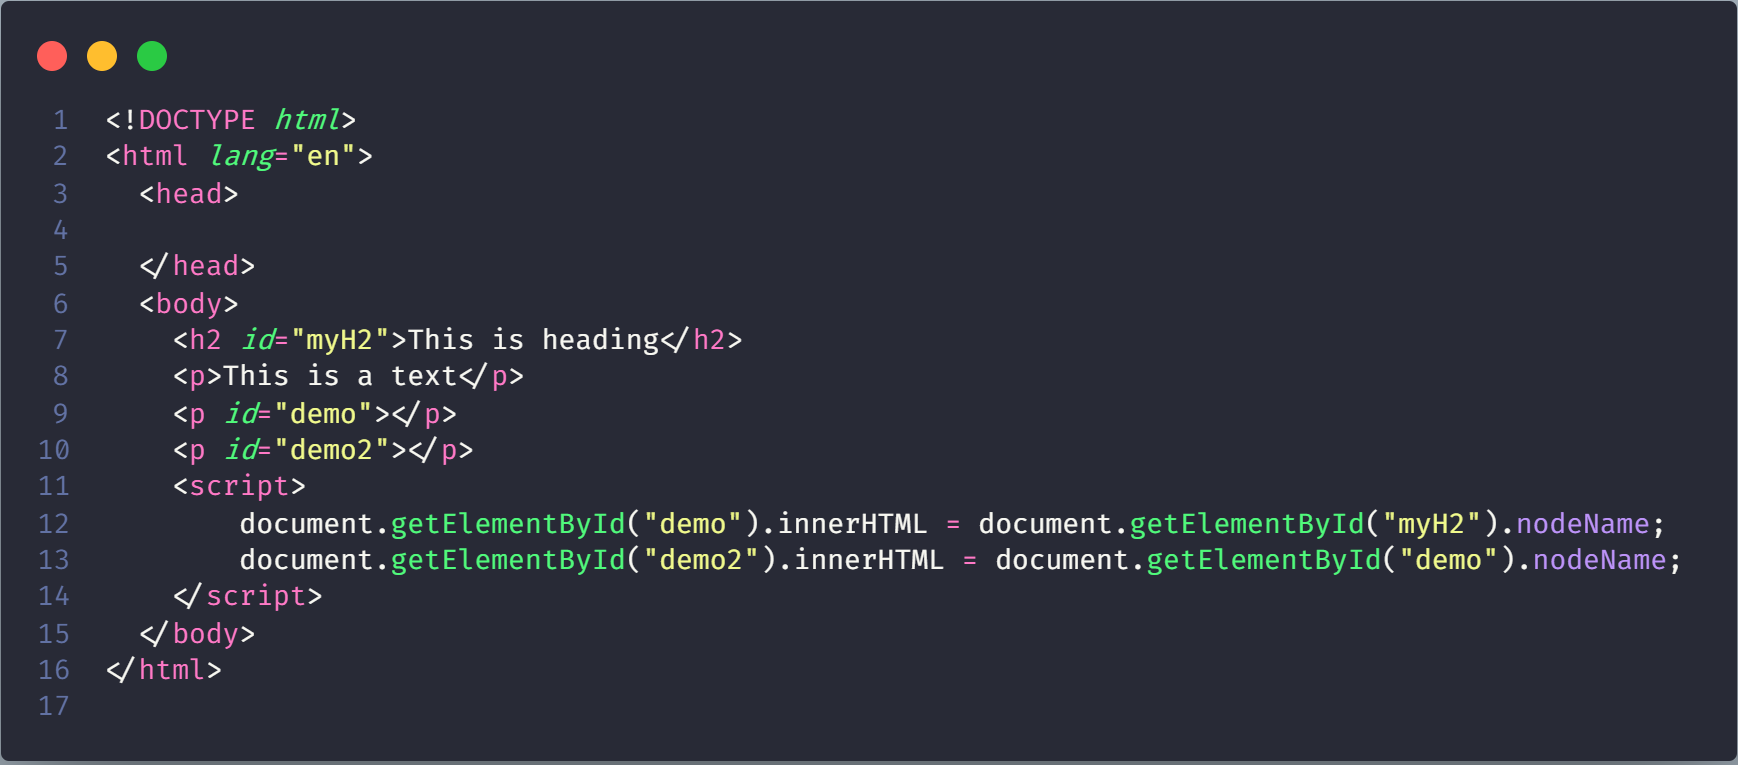 1 <!DOCTYPE html>
2 <html lang="en">
3   <head>
4
5   </head>
6   <body>
7     <h2 id="myH2">This is heading</h2>
8     <p>This is a text</p>
9     <p id="demo"></p>
10     <p id="demo2"></p>
11     <script>
12         document.getElementById("demo").innerHTML = document.getElementById("myH2").nodeName;
13         document.getElementById("demo2").innerHTML = document.getElementById("demo").nodeName;
14     </script>
15   </body>
16 </html>
17